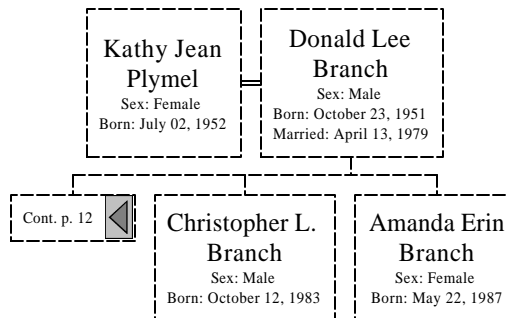 Kathy Jean
Plymel
Sex: Female
Born: July 02, 1952
Donald Lee
Branch
Sex: Male
Born: October 23, 1951
Married: April 13, 1979
Cont. p. 12
Christopher L.
Branch
Sex: Male
Born: October 12, 1983
Amanda Erin
Branch
Sex: Female
Born: May 22, 1987